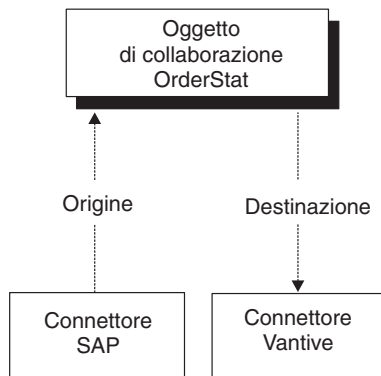 Oggetto
di collaborazione
OrderStat
Origine
Destinazione
Connettore
SAP
Connettore
Vantive